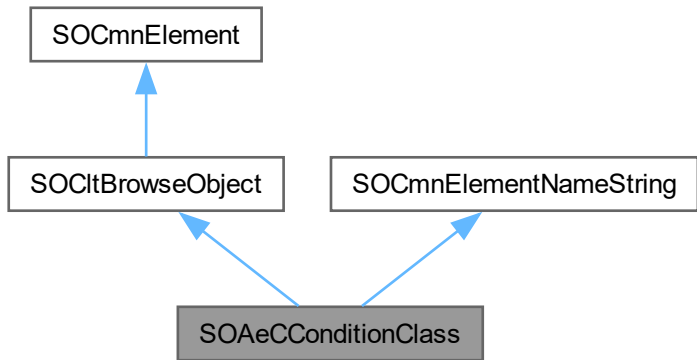 SOCmnElement
SOCltBrowseObject
SOCmnElementNameString
SOAeCConditionClass